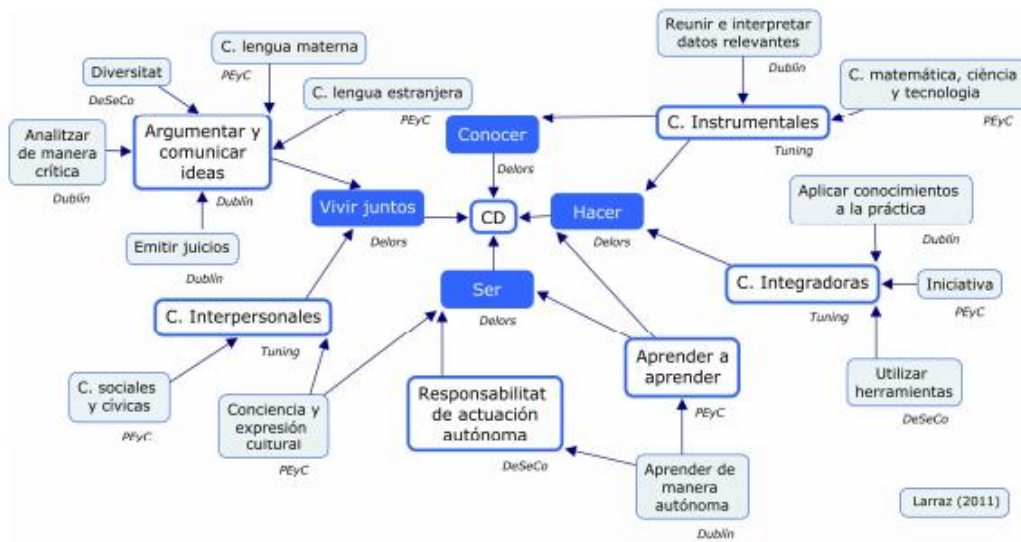 Reunir e interpretar
datos relevantes
Dublín
C. lengua materna
PEyC
Diversitat
DeSeCo
C. lengua estranjera
PEyC
C. matemática, ciència
y tecnologia
PEyC
Analitzar
de manera
crítica
Dublín
Argumentar y
comunicar
ideas
Dublín
Conocer
Delors
C. Instrumentales
Tuning
Emitir juicios
Dublín
Vivir juntos
Delors
CD
Hacer
Delors
Aplicar conocimientos
a la práctica
Dublín
Ser
Delors
C. Integradoras
Tuning
Iniciativa
PEyC
C. Interpersonales
Tuning
Aprender a
aprender
PEyC
Utilizar
herramientas
DeSeCo
C. sociales
y cívicas
PEyC
Conciencia y
expresión
cultural
PEyC
Responsabilitat
de actuación
autónoma
DeSeCo
Aprender de
manera
autónoma
Dublín
Larraz (2011)